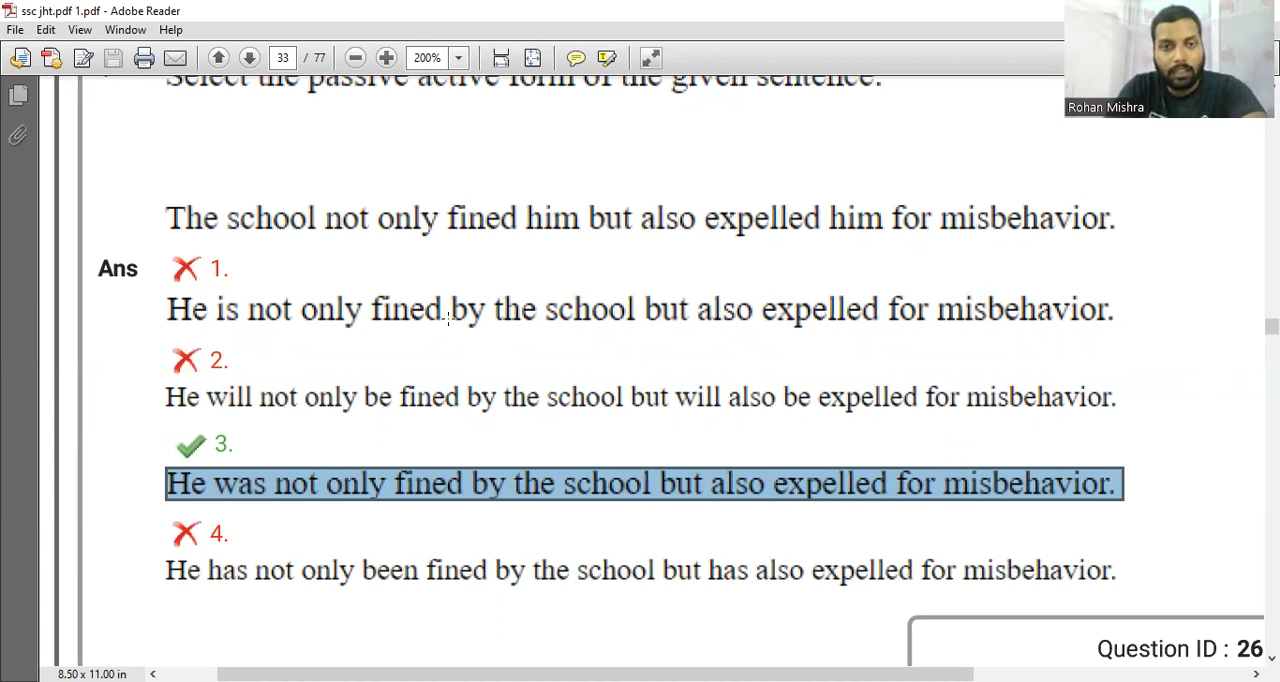 ssc jht.pdf 1.pdf - Adobe Reader
File Edit View Window Help
33 / 77 200%
Rohan Mishra
Select the passive active form of the given sentence.
The school not only fined him but also expelled him for misbehavior.
Ans 1.
He is not only fined by the school but also expelled for misbehavior.
2.
He will not only be fined by the school but will also be expelled for misbehavior.
3.
He was not only fined by the school but also expelled for misbehavior.
4.
He has not only been fined by the school but has also expelled for misbehavior.
Question ID : 26
8.50 x 11.00 in